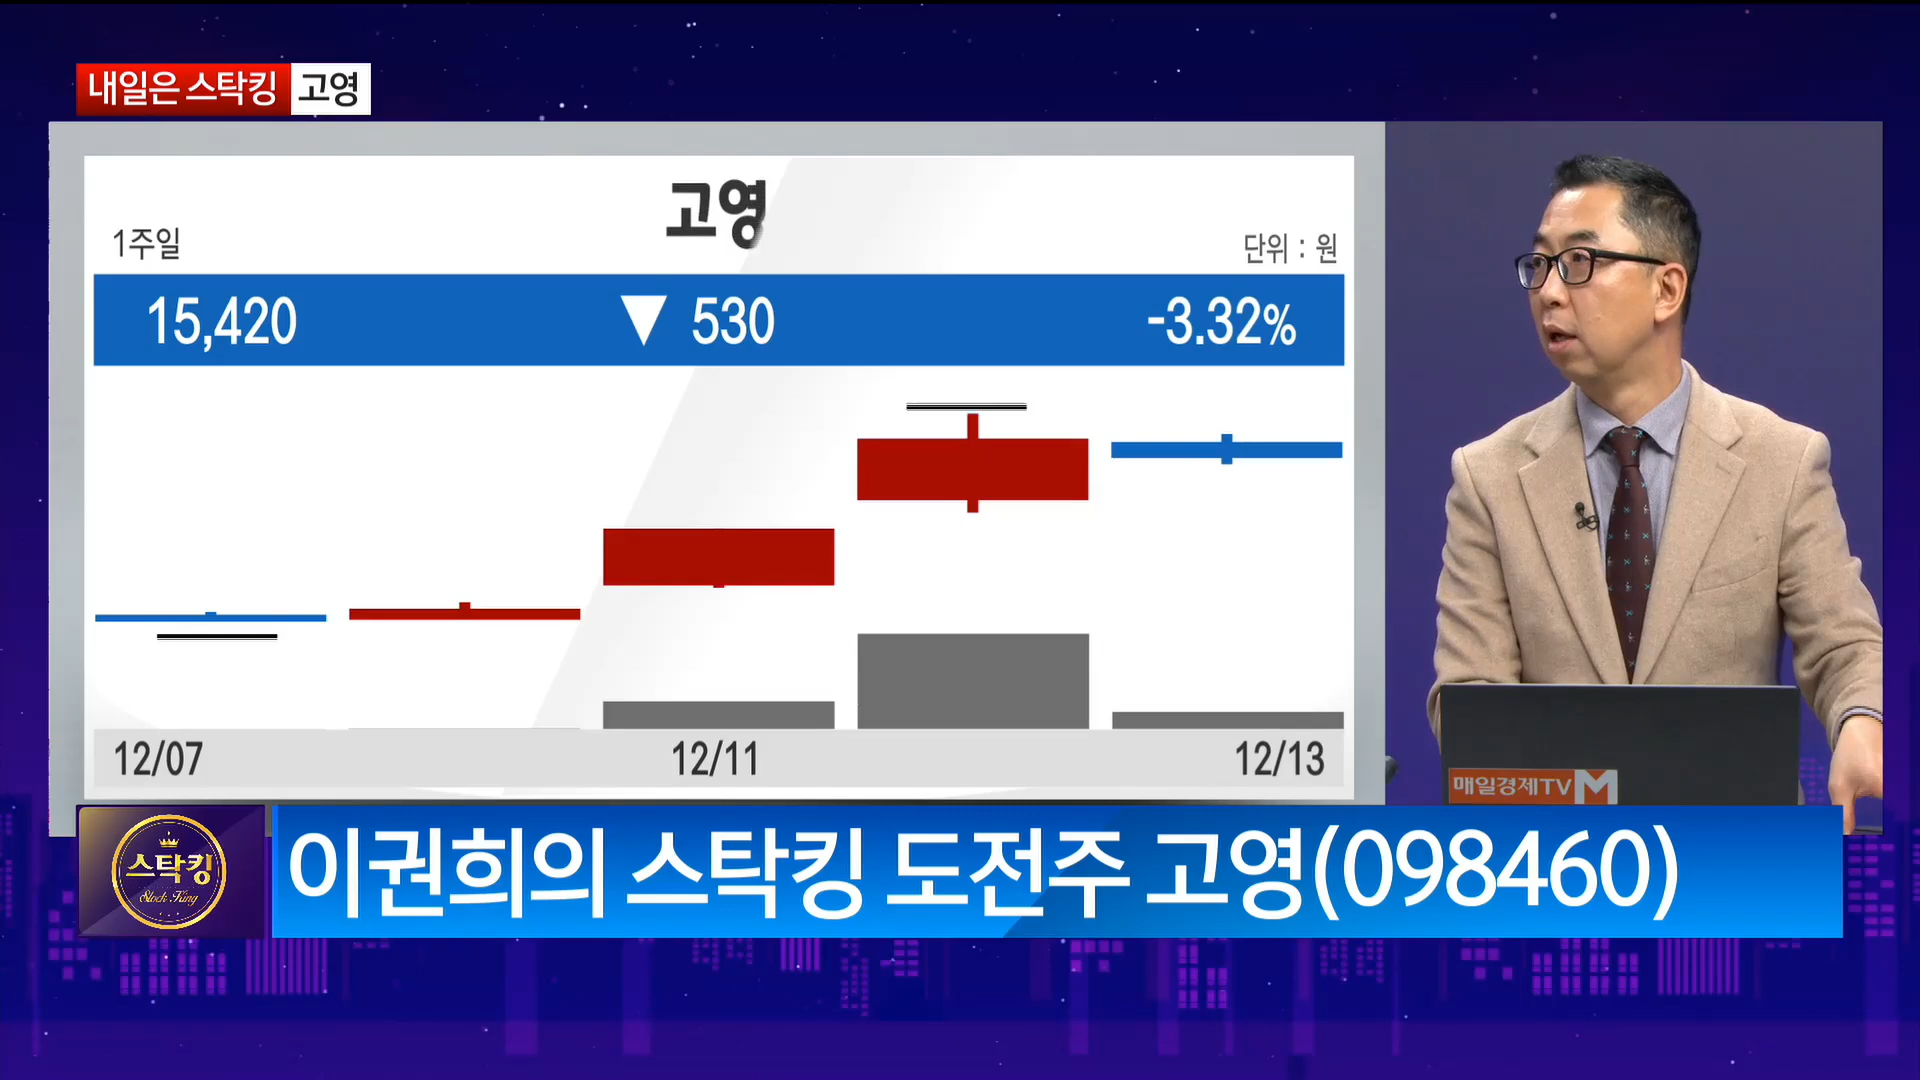 내일은 스탁킹 고영
고영
1주일
단위 : 원
15,420 ▼ 530 -3.32%
12/07 12/11 12/13
매일경제TV M
스탁킹
Stock King
이권희의 스탁킹 도전주 고영(098460)